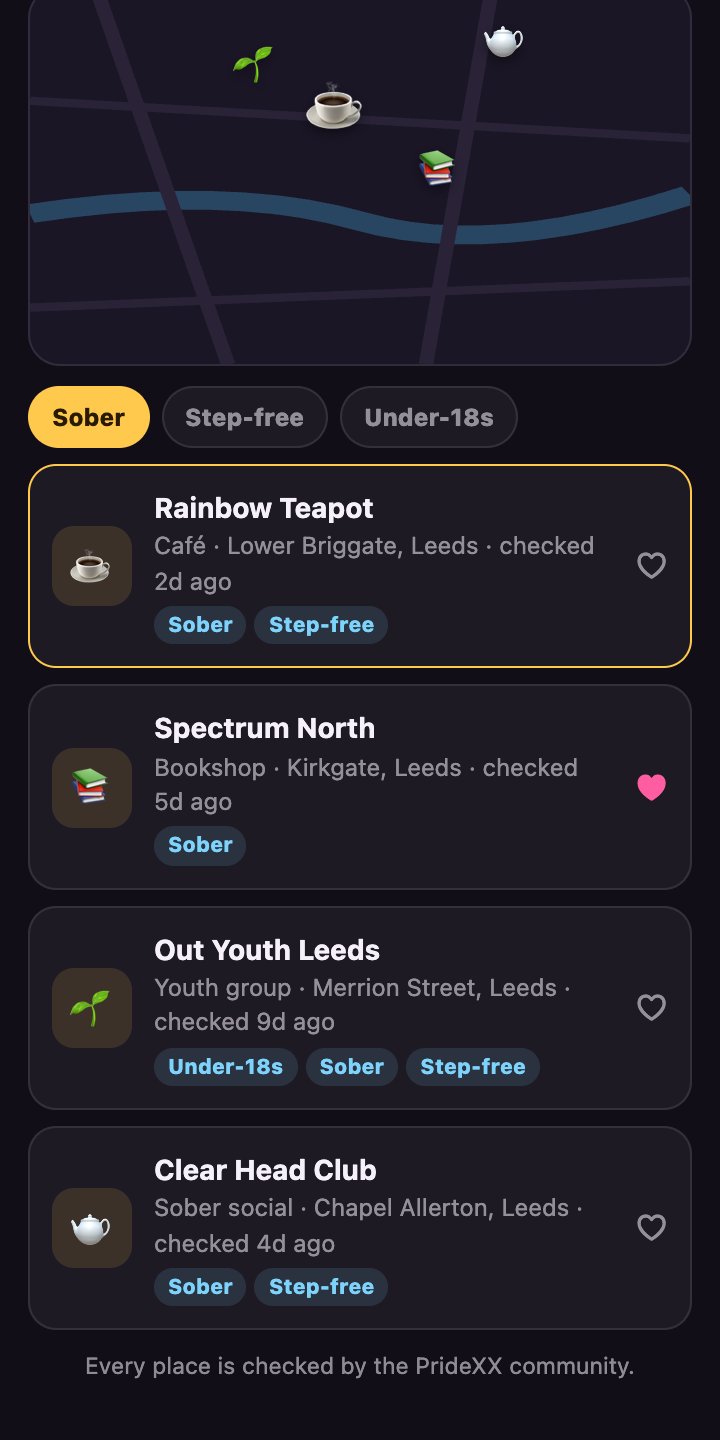 Sober
Step-free
Under-18s
Rainbow Teapot
Café · Lower Briggate, Leeds · checked
2d ago
Sober
Step-free
Spectrum North
Bookshop · Kirkgate, Leeds · checked
5d ago
Sober
Out Youth Leeds
Youth group · Merrion Street, Leeds ·
checked 9d ago
Under-18s
Sober
Step-free
Clear Head Club
Sober social · Chapel Allerton, Leeds ·
checked 4d ago
Sober
Step-free
Every place is checked by the PrideXX community.